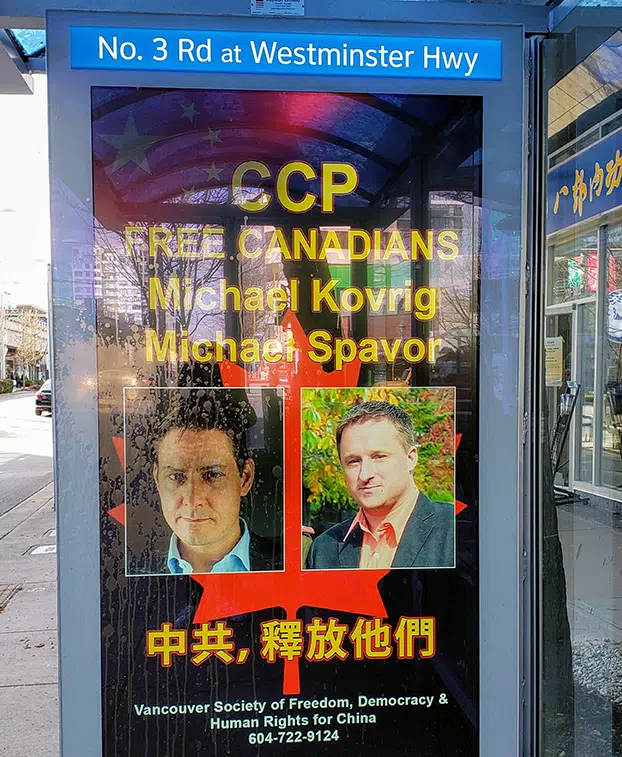 No. 3 Rd at Westminster Hwy
CCP
FREE CANADIANS
Michael Kovrig
Michael Spavor
中共, 釋放他們
Vancouver Society of Freedom, Democracy &
Human Rights for China
604-722-9124